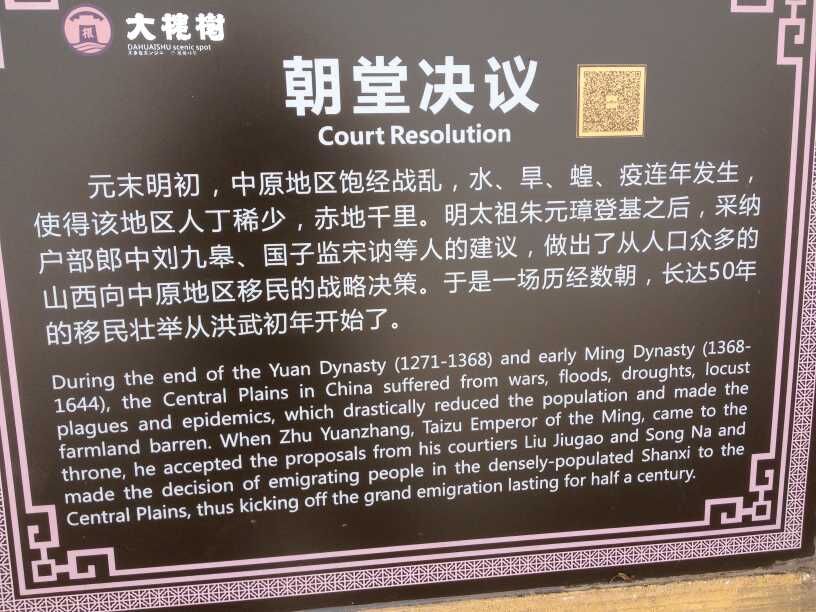 大槐树
DAHUAISHU scenic spot
朝堂决议
Court Resolution
元末明初，中原地区饱经战乱，水、旱、蝗、疫连年发生，
使得该地区人丁稀少，赤地千里。明太祖朱元璋登基之后，采纳
户部郎中刘九皋、国子监宋讷等人的建议，做出了从人口众多的
山西向中原地区移民的战略决策。于是一场历经数朝，长达50年
的移民壮举从洪武初年开始了。
During the end of the Yuan Dynasty (1271-1368) and early Ming Dynasty (1368-
1644), the Central Plains in China suffered from wars, floods, droughts, locust
plagues and epidemics, which drastically reduced the population and made the
farmland barren. When Zhu Yuanzhang, Taizu Emperor of the Ming, came to the
throne, he accepted the proposals from his courtiers Liu Jiugao and Song Na and
made the decision of emigrating people in the densely-populated Shanxi to the
Central Plains, thus kicking off the grand emigration lasting for half a century.